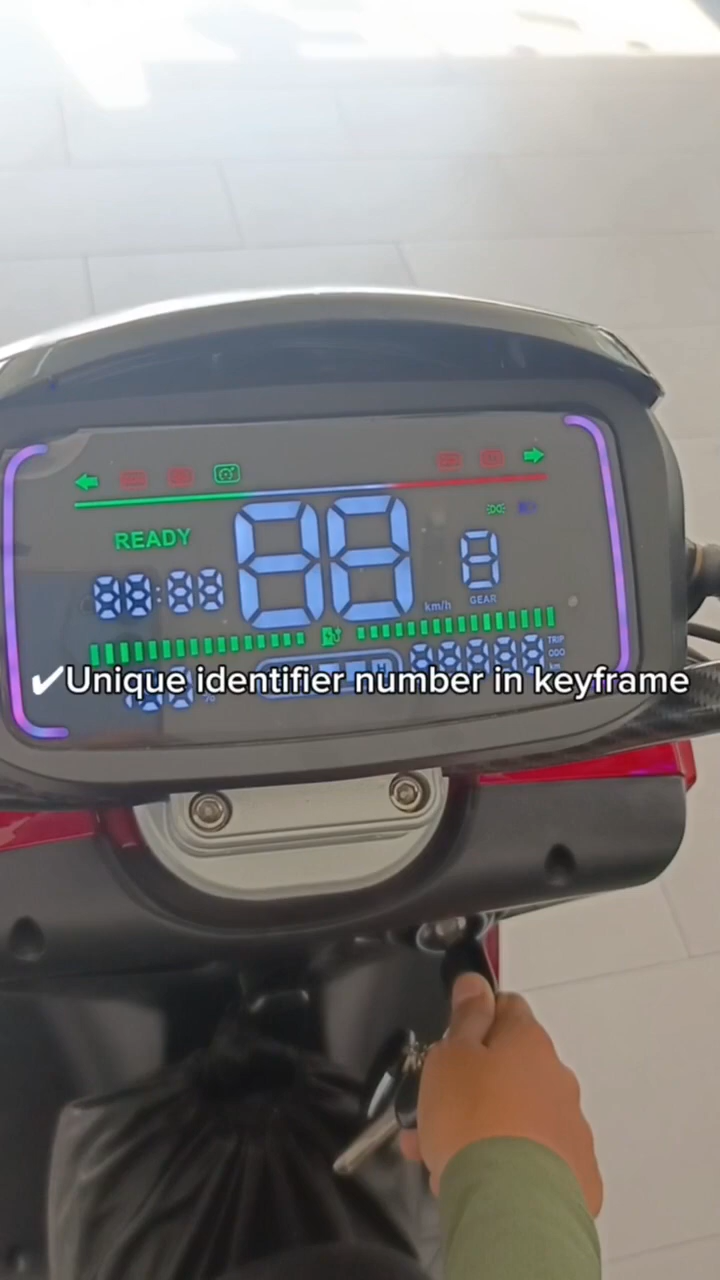 READY
88:88
88
km/h
8
GEAR
TRIP
ODO
km
88888
✔Unique identifier number in keyframe